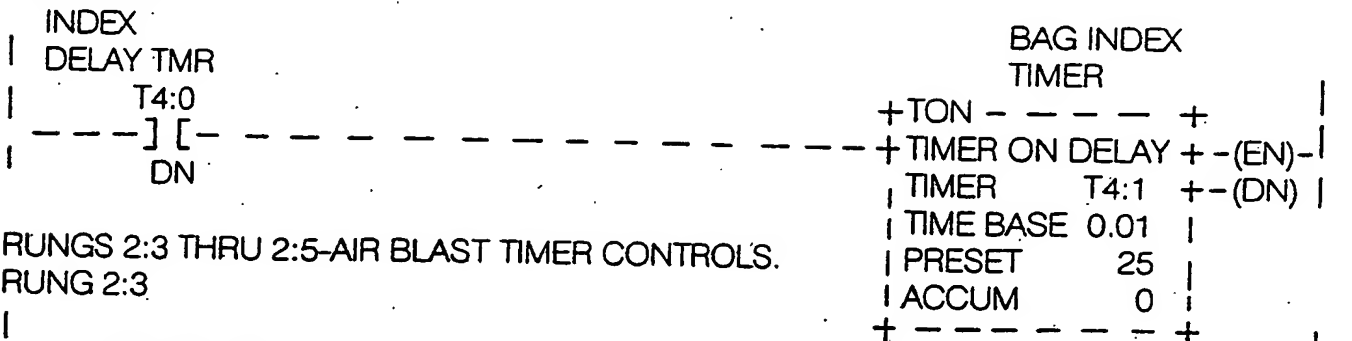 INDEX
DELAY TMR
T4:0
] [
DN
BAG INDEX
TIMER
TON
TIMER ON DELAY (EN)
TIMER T4:1 (DN)
TIME BASE 0.01
PRESET 25
ACCUM 0
RUNGS 2:3 THRU 2:5-AIR BLAST TIMER CONTROLS.
RUNG 2:3